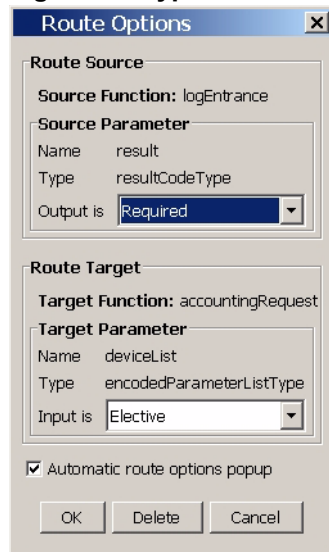 Route Options
Route Source
Source Function: logEntrance
Source Parameter
Name result
Type resultCodeType
Output is Required
Route Target
Target Function: accountingRequest
Target Parameter
Name deviceList
Type encodedParameterListType
Input is Elective
Automatic route options popup
OK Delete Cancel